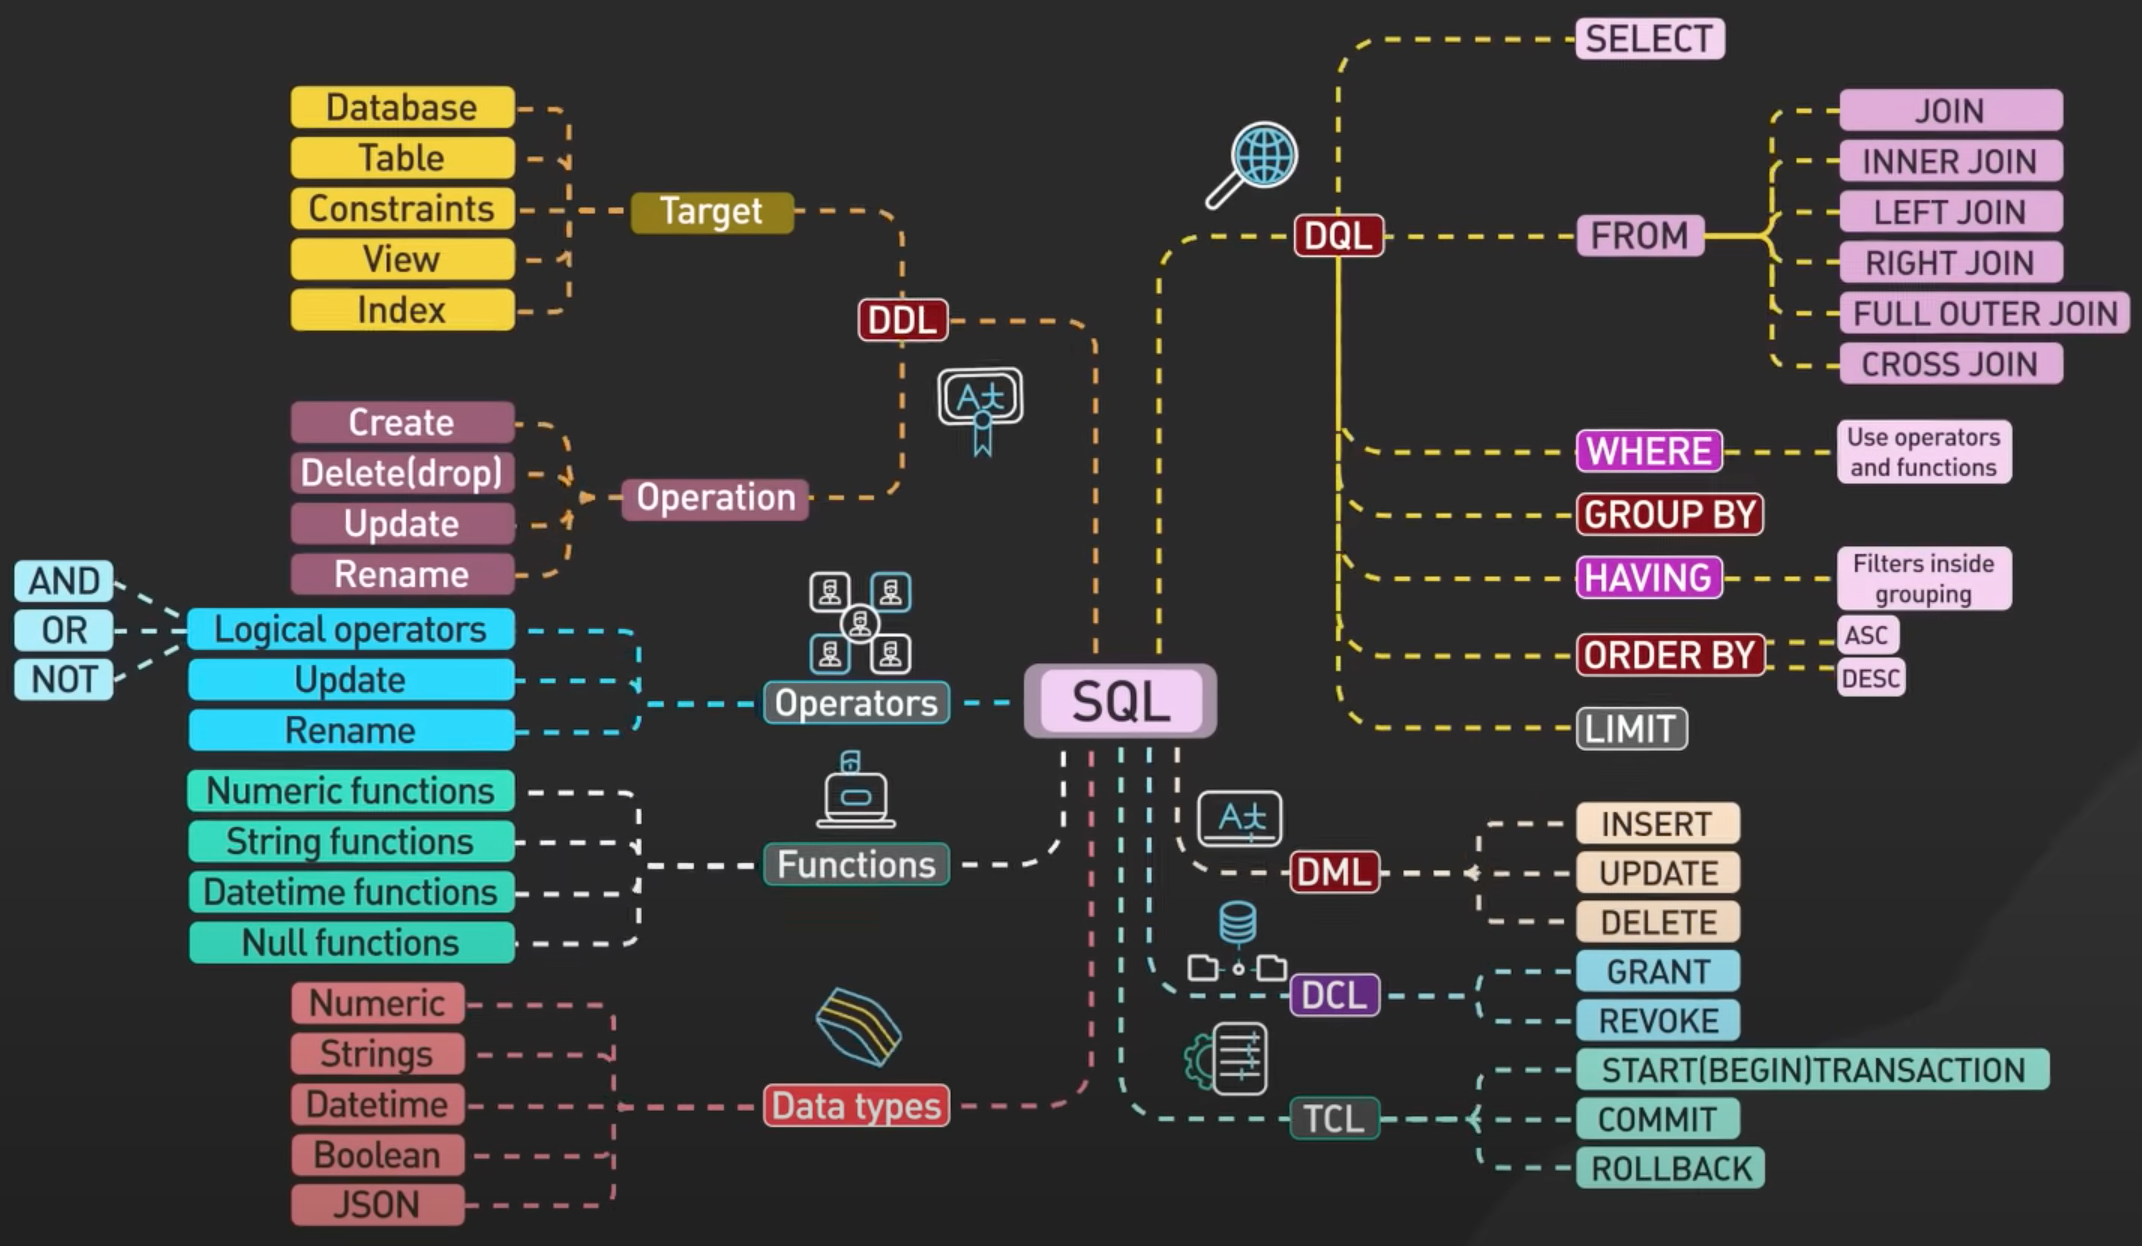 SELECT
Database
Table
Constraints
View
Index
Target
DDL
DQL
FROM
JOIN
INNER JOIN
LEFT JOIN
RIGHT JOIN
FULL OUTER JOIN
CROSS JOIN
A
Create
Delete(drop)
Update
Rename
Operation
WHERE
Use operators
and functions
GROUP BY
HAVING
Filters inside
grouping
ORDER BY
ASC
DESC
LIMIT
AND
OR
NOT
Logical operators
Update
Rename
Operators
SQL
Numeric functions
String functions
Datetime functions
Null functions
Functions
A
DML
INSERT
UPDATE
DELETE
DCL
GRANT
REVOKE
Numeric
Strings
Datetime
Boolean
JSON
Data types
TCL
START(BEGIN)TRANSACTION
COMMIT
ROLLBACK